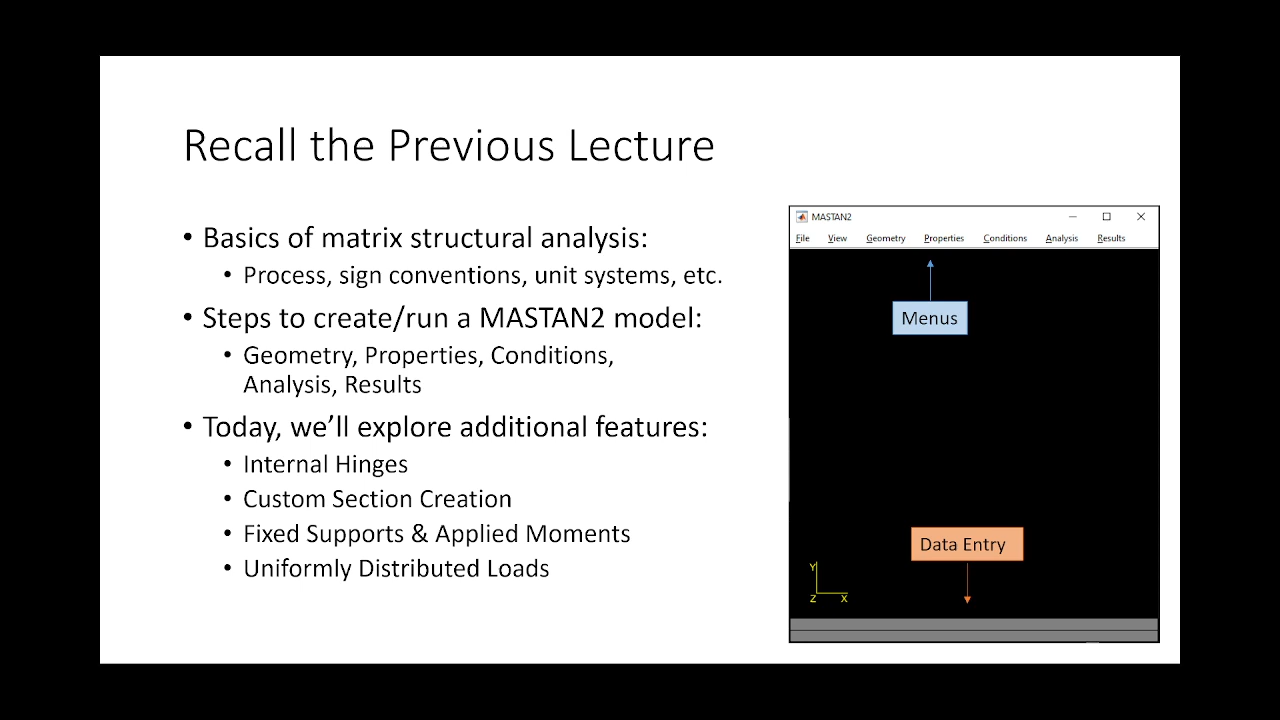 Recall the Previous Lecture
• Basics of matrix structural analysis:
• Process, sign conventions, unit systems, etc.
• Steps to create/run a MASTAN2 model:
• Geometry, Properties, Conditions,
Analysis, Results
• Today, we’ll explore additional features:
• Internal Hinges
• Custom Section Creation
• Fixed Supports & Applied Moments
• Uniformly Distributed Loads
MASTAN2
File View Geometry Properties Conditions Analysis Results
Menus
Data Entry
Y
Z X